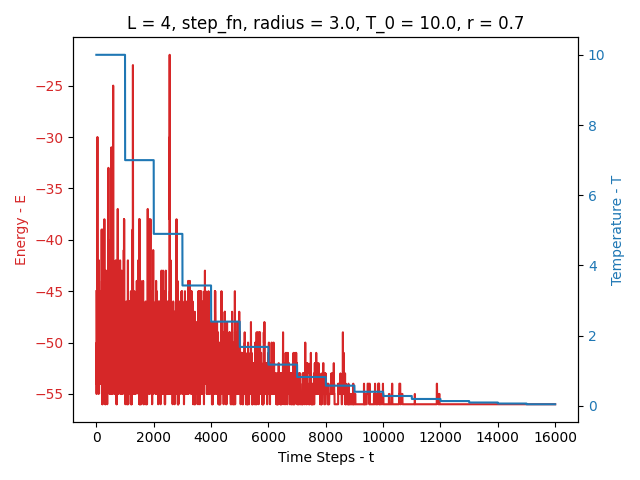 L = 4, step_fn, radius = 3.0, T_0 = 10.0, r = 0.7
Energy - E
−25
−30
−35
−40
−45
−50
−55
10
8
6
4
2
0
Temperature - T
0 2000 4000 6000 8000 10000 12000 14000 16000
Time Steps - t